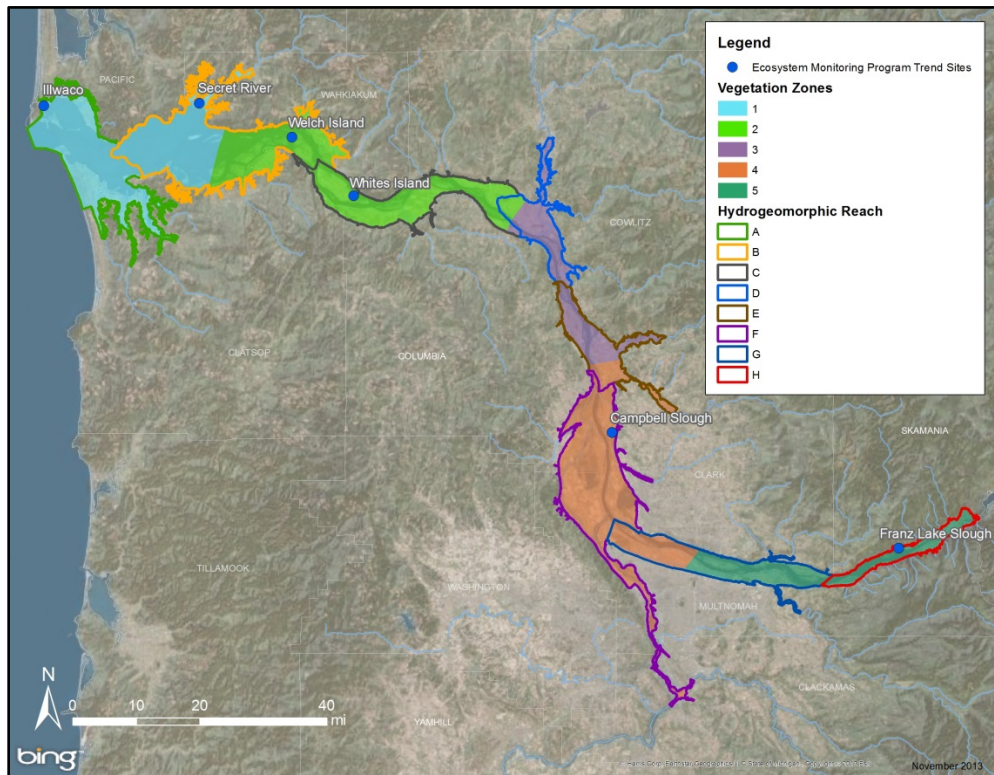 Legend
Ecosystem Monitoring Program Trend Sites
Vegetation Zones
1
2
3
4
5
Hydrogeomorphic Reach
A
B
C
D
E
F
G
H
PACIFIC
Illwaco
Secret River
WAHKIAKUM
Welch Island
Whites Island
COWLITZ
CLATSOP
COLUMBIA
Campbell Slough
SKAMANIA
CLARK
Franz Lake Slough
TILLAMOOK
WASHINGTON
MULTNOMAH
CLACKAMAS
YAMHILL
N
0 10 20 40
mi
bing
November 2013